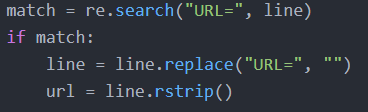 match = re.search("URL=", line)
if match:
    line = line.replace("URL=", "")
    url = line.rstrip()